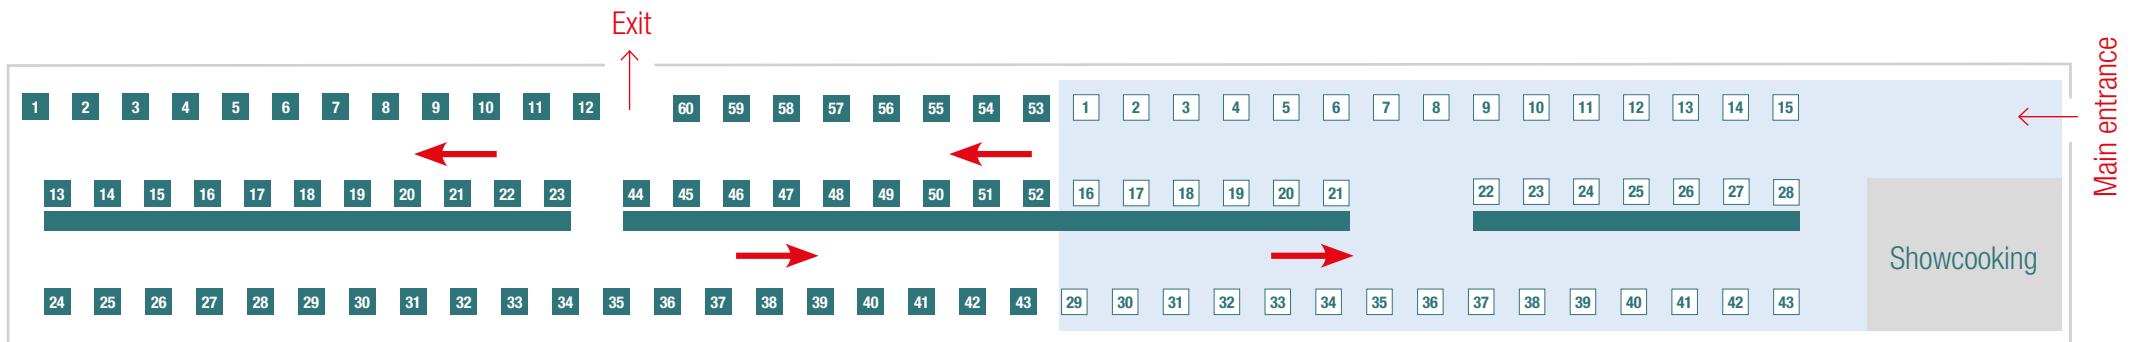 Exit
Main entrance
1 2 3 4 5 6 7 8 9 10 11 12 60 59 58 57 56 55 54 53 1 2 3 4 5 6 7 8 9 10 11 12 13 14 15
13 14 15 16 17 18 19 20 21 22 23 44 45 46 47 48 49 50 51 52 16 17 18 19 20 21 22 23 24 25 26 27 28
Showcooking
24 25 26 27 28 29 30 31 32 33 34 35 36 37 38 39 40 41 42 43 29 30 31 32 33 34 35 36 37 38 39 40 41 42 43